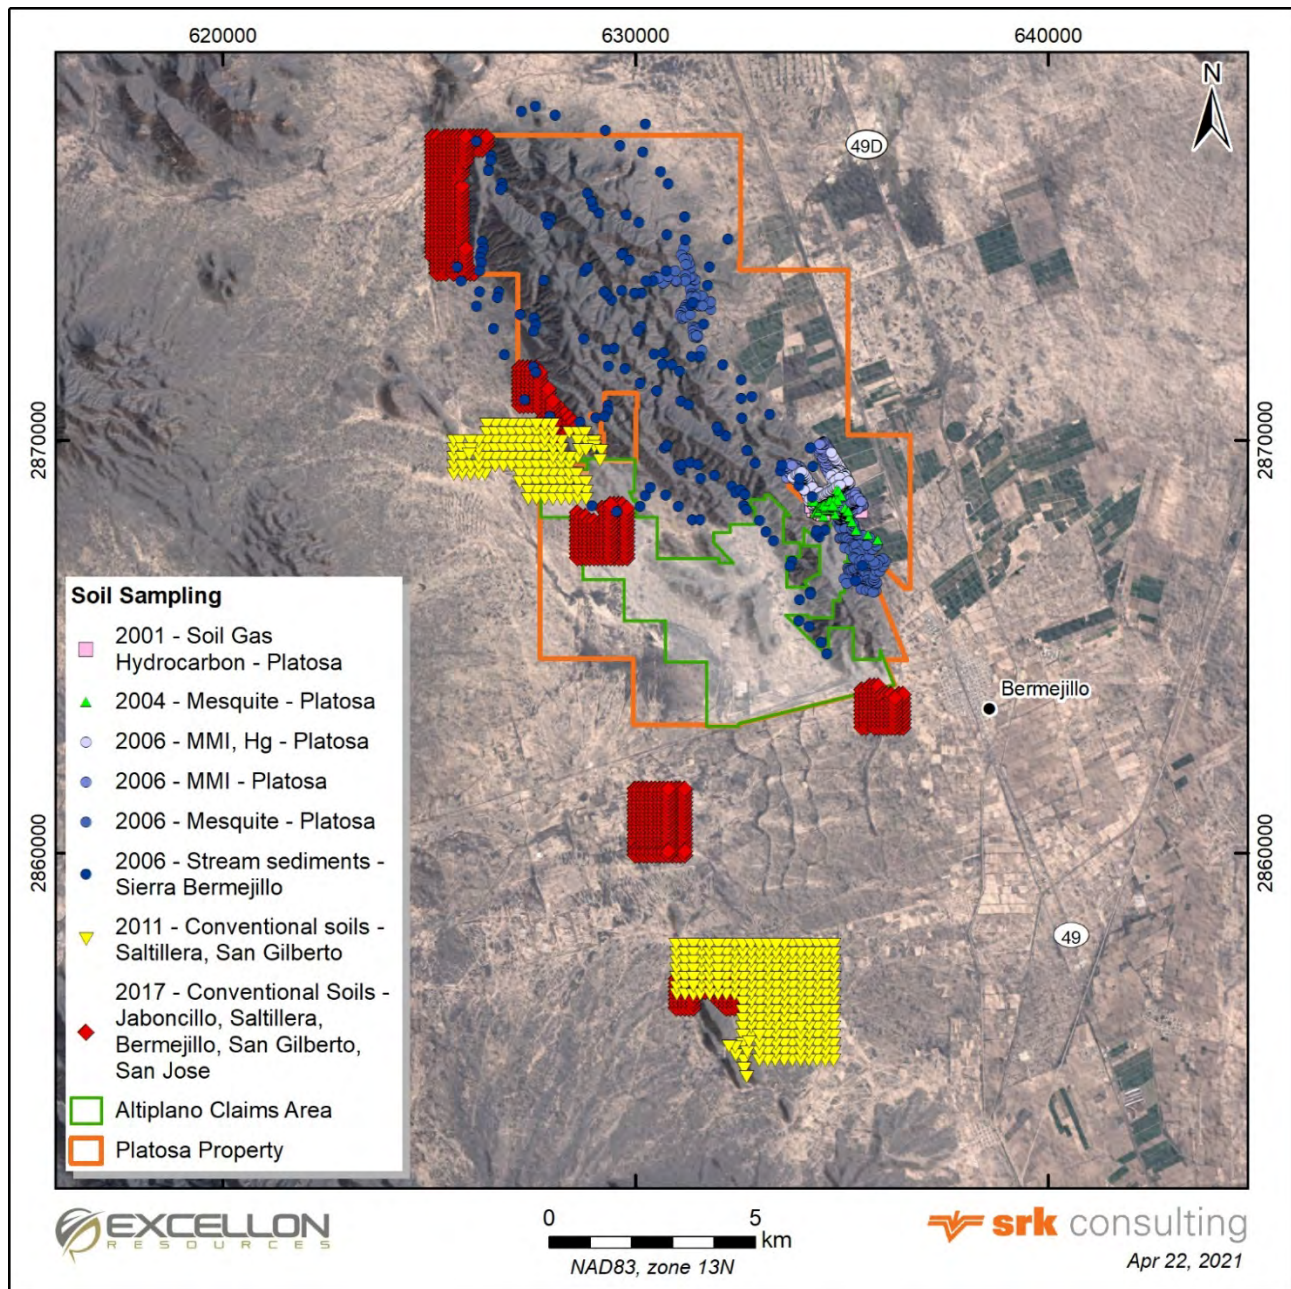 620000
630000
640000
N
49D
2870000
2870000
Bermejillo
2860000
2860000
49
Soil Sampling
2001 - Soil Gas
Hydrocarbon - Platosa
2004 - Mesquite - Platosa
2006 - MMI, Hg - Platosa
2006 - MMI - Platosa
2006 - Mesquite - Platosa
2006 - Stream sediments -
Sierra Bermejillo
2011 - Conventional soils -
Saltillera, San Gilberto
2017 - Conventional Soils -
Jaboncillo, Saltillera,
Bermejillo, San Gilberto,
San Jose
Altiplano Claims Area
Platosa Property
EXCELLON
RESOURCES
0 5
km
NAD83, zone 13N
srk consulting
Apr 22, 2021